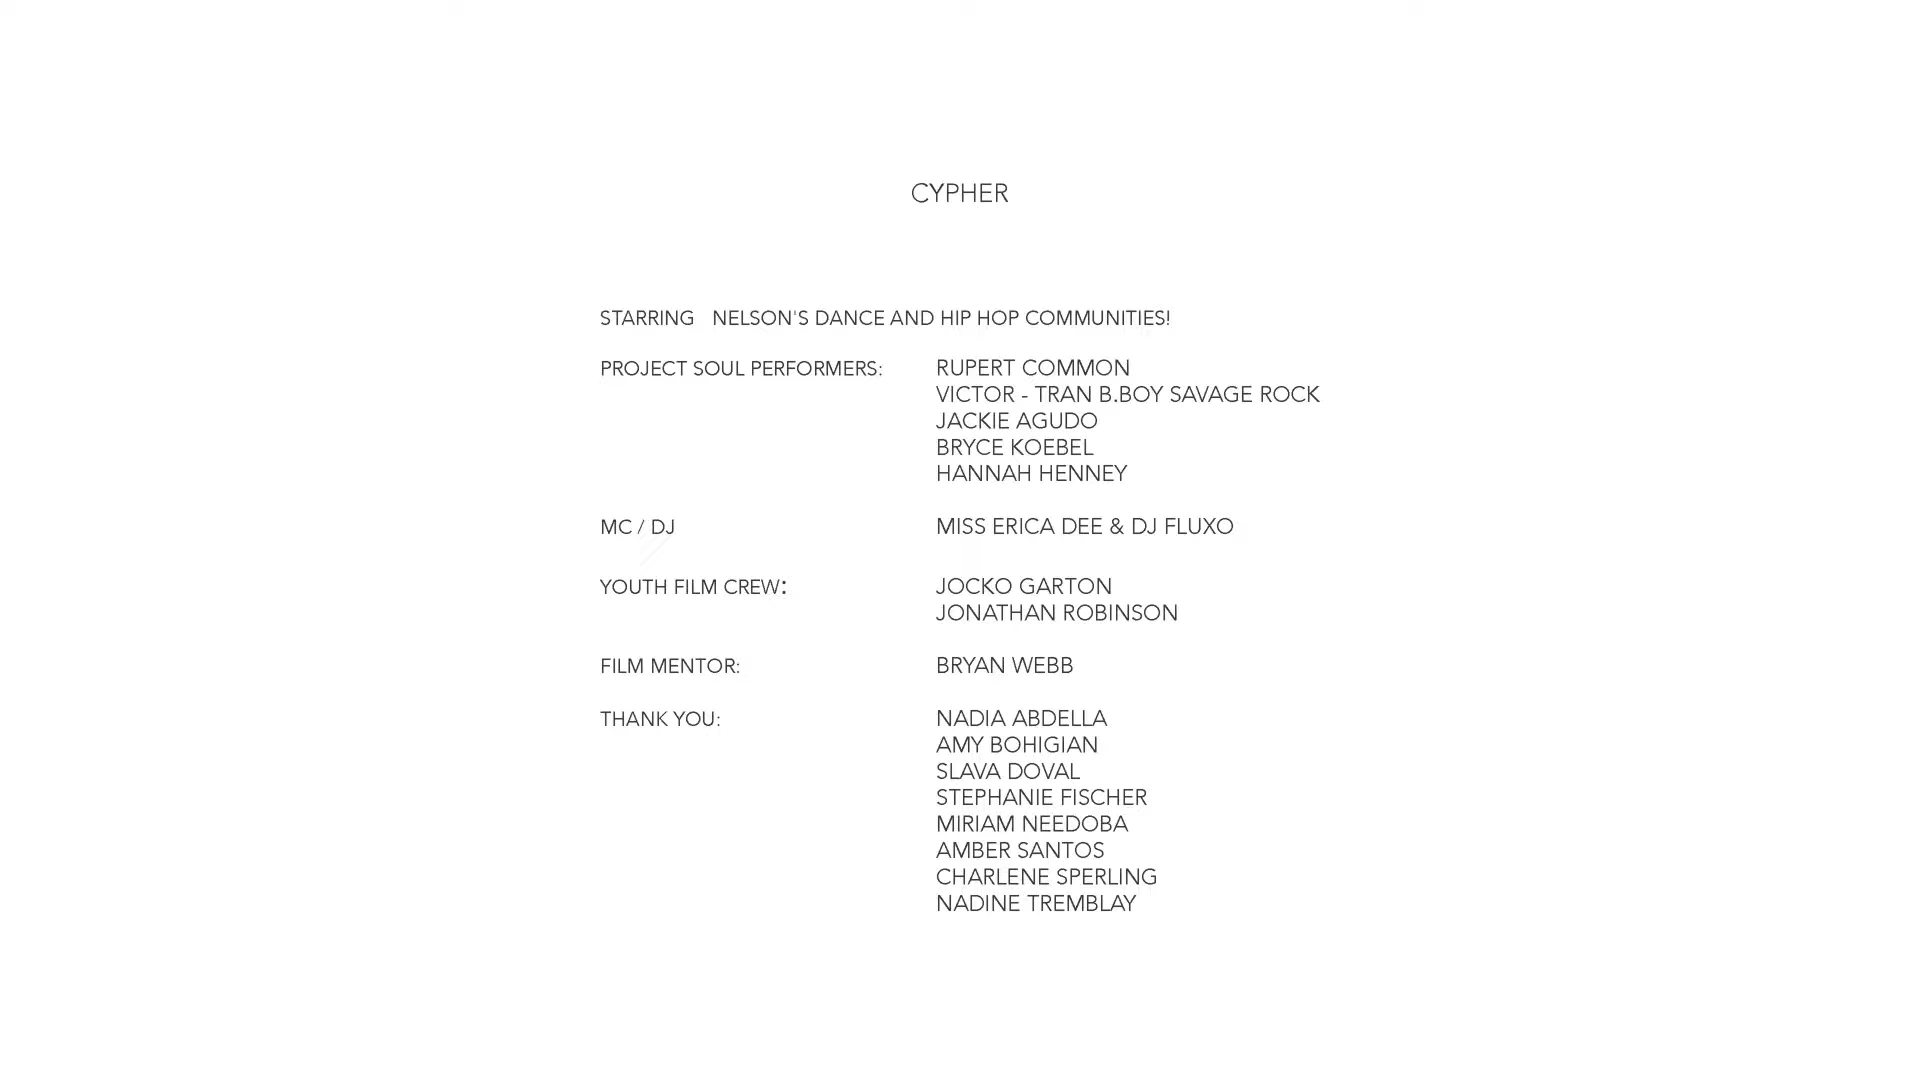 CYPHER
STARRING NELSON'S DANCE AND HIP HOP COMMUNITIES!
PROJECT SOUL PERFORMERS: RUPERT COMMON
VICTOR - TRAN B.BOY SAVAGE ROCK
JACKIE AGUDO
BRYCE KOEBEL
HANNAH HENNEY
MC / DJ MISS ERICA DEE & DJ FLUXO
YOUTH FILM CREW: JOCKO GARTON
JONATHAN ROBINSON
FILM MENTOR: BRYAN WEBB
THANK YOU: NADIA ABDELLA
AMY BOHIGIAN
SLAVA DOVAL
STEPHANIE FISCHER
MIRIAM NEEDOBA
AMBER SANTOS
CHARLENE SPERLING
NADINE TREMBLAY